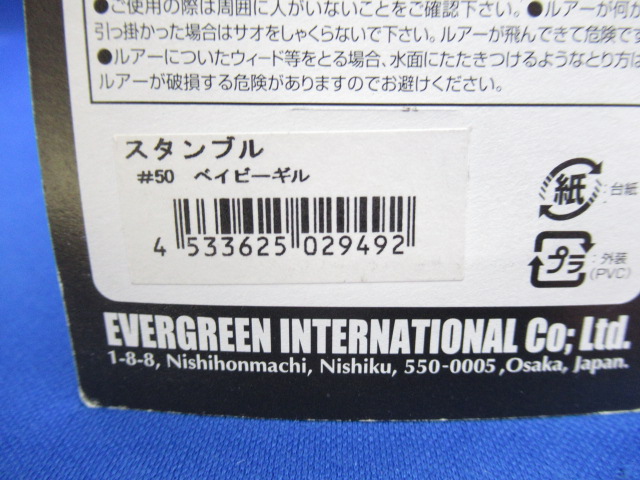 ●ご使用の際は周囲に人がいないことをご確認下さい。●ルアーが何か
引っ掛かった場合はサオをしゃくらないで下さい。ルアーが飛んできて危険です
●ルアーについたウィード等をとる場合、水面にたたきつけるようなとり方は
ルアーが破損する危険がありますのでお避けください。
スタンブル
#50 ベイビーギル
4 533625 029492
紙 :台紙
プラ :外装
(PVC)
EVERGREEN INTERNATIONAL Co; Ltd.
1-8-8, Nishihonmachi, Nishiku, 550-0005 ,Osaka, Japan.